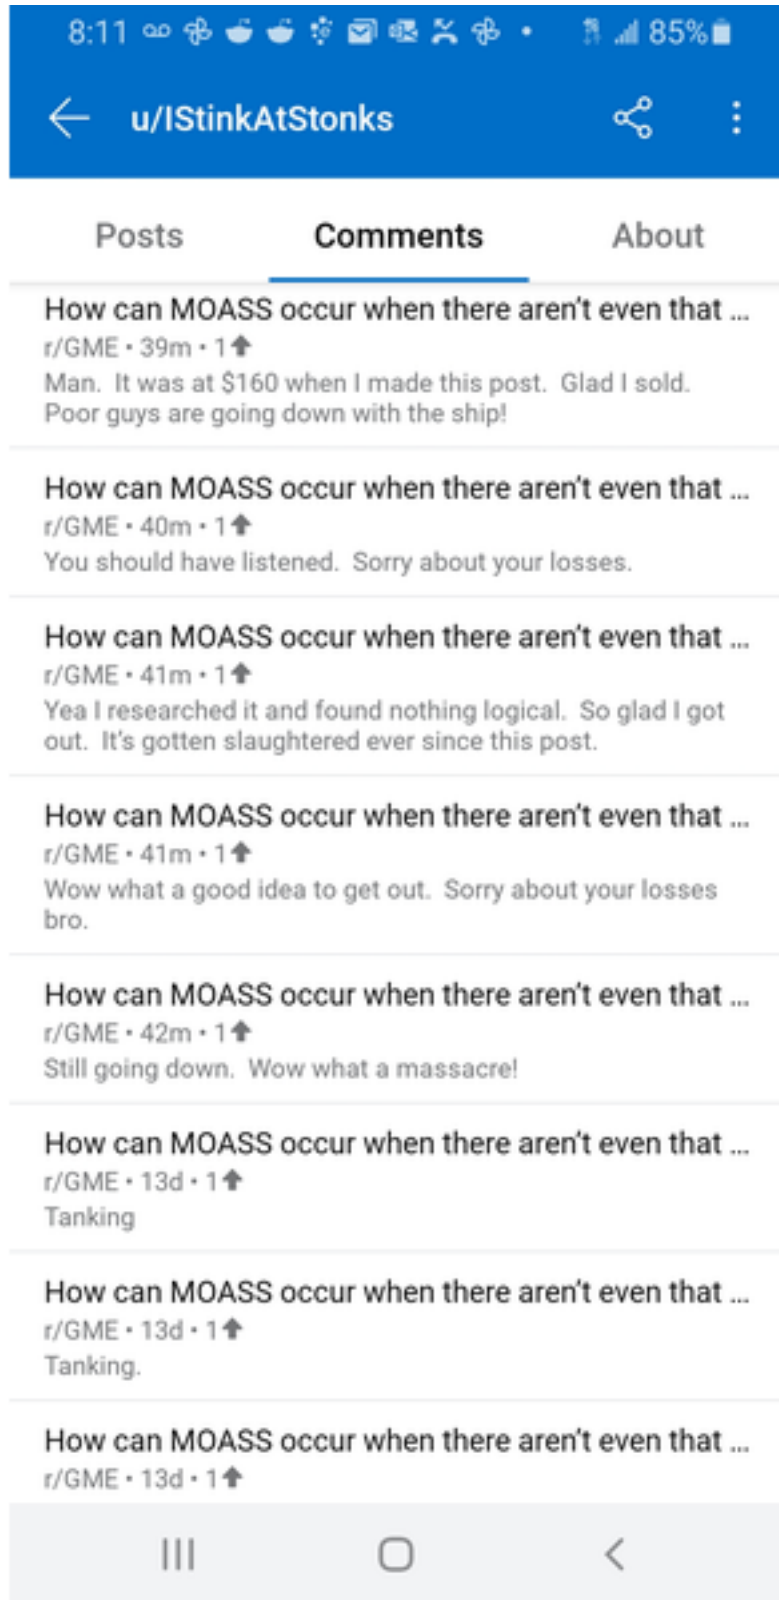 8:11 85%
u/IStinkAtStonks
Posts Comments About
How can MOASS occur when there aren't even that ...
r/GME • 39m • 1
Man.  It was at $160 when I made this post.  Glad I sold.
Poor guys are going down with the ship!
How can MOASS occur when there aren't even that ...
r/GME • 40m • 1
You should have listened.  Sorry about your losses.
How can MOASS occur when there aren't even that ...
r/GME • 41m • 1
Yea I researched it and found nothing logical.  So glad I got
out.  It's gotten slaughtered ever since this post.
How can MOASS occur when there aren't even that ...
r/GME • 41m • 1
Wow what a good idea to get out.  Sorry about your losses
bro.
How can MOASS occur when there aren't even that ...
r/GME • 42m • 1
Still going down.  Wow what a massacre!
How can MOASS occur when there aren't even that ...
r/GME • 13d • 1
Tanking
How can MOASS occur when there aren't even that ...
r/GME • 13d • 1
Tanking.
How can MOASS occur when there aren't even that ...
r/GME • 13d • 1